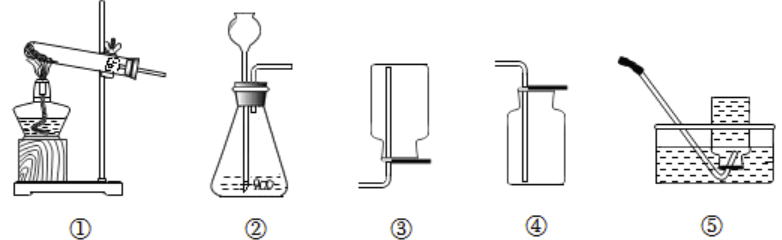 ① ② ③ ④ ⑤